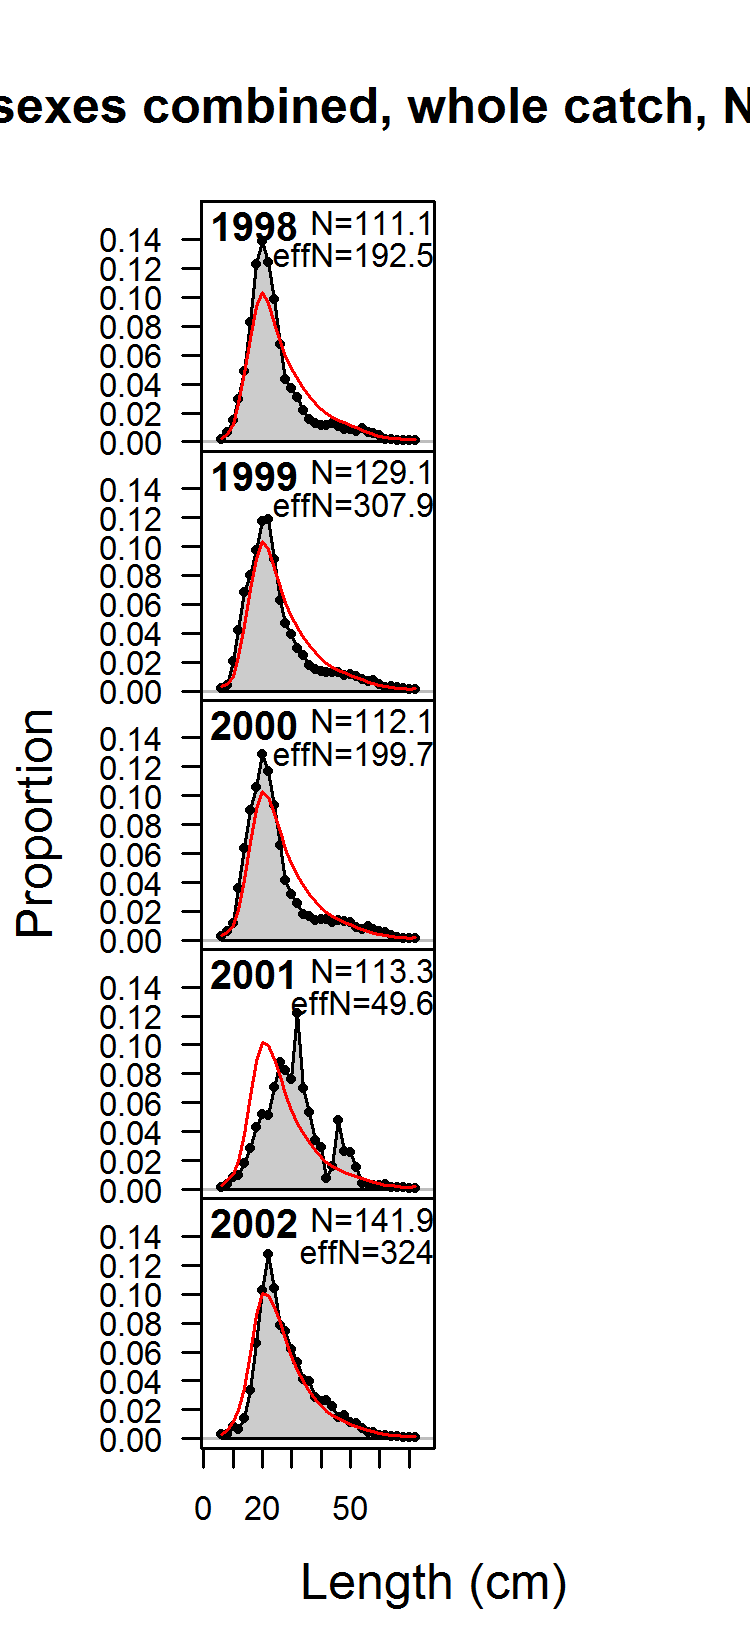 sexes combined, whole catch, N
1998 N=111.1
effN=192.5
0.14
0.12
0.10
0.08
0.06
0.04
0.02
0.00
1999 N=129.1
effN=307.9
0.14
0.12
0.10
0.08
0.06
0.04
0.02
0.00
2000 N=112.1
effN=199.7
0.14
0.12
0.10
0.08
0.06
0.04
0.02
0.00
2001 N=113.3
effN=49.6
0.14
0.12
0.10
0.08
0.06
0.04
0.02
0.00
2002 N=141.9
effN=324
0.14
0.12
0.10
0.08
0.06
0.04
0.02
0.00
Proportion
0 20 50
Length (cm)